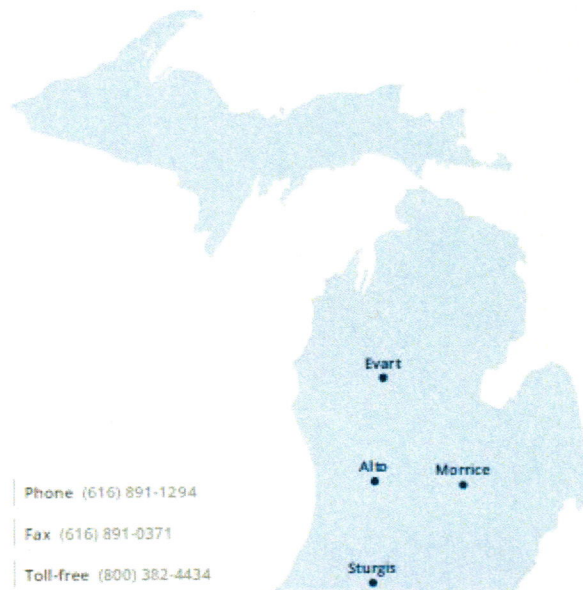 Evart
Alto
Morrice
Phone (616) 891-1294
Fax (616) 891-0371
Toll-free (800) 382-4434
Sturgis